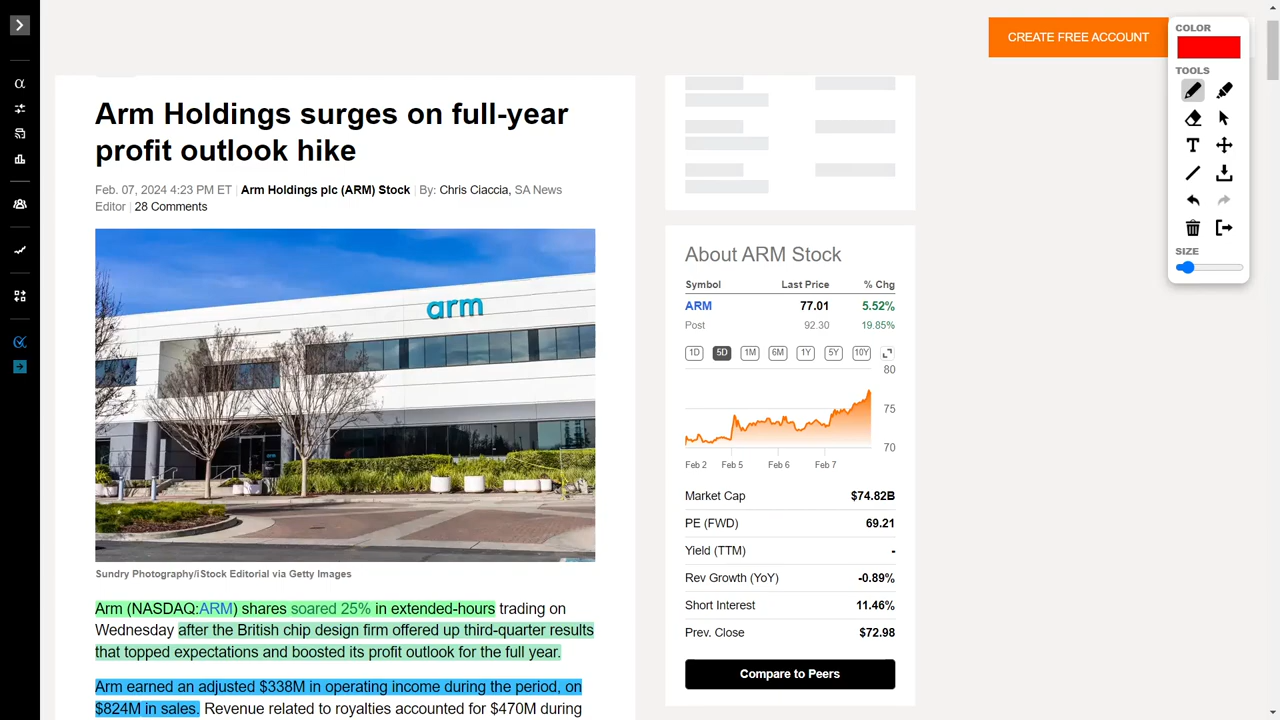 CREATE FREE ACCOUNT
COLOR
TOOLS
T
SIZE
α
Arm Holdings surges on full-year
profit outlook hike
Feb. 07, 2024 4:23 PM ET | Arm Holdings plc (ARM) Stock | By: Chris Ciaccia, SA News
Editor | 28 Comments
arm
Sundry Photography/iStock Editorial via Getty Images
Arm (NASDAQ:ARM) shares soared 25% in extended-hours trading on
Wednesday after the British chip design firm offered up third-quarter results
that topped expectations and boosted its profit outlook for the full year.
Arm earned an adjusted $338M in operating income during the period, on
$824M in sales. Revenue related to royalties accounted for $470M during
About ARM Stock
Symbol Last Price % Chg
ARM 77.01 5.52%
Post 92.30 19.85%
1D 5D 1M 6M 1Y 5Y 10Y
80
75
70
Feb 2 Feb 5 Feb 6 Feb 7
Market Cap $74.82B
PE (FWD) 69.21
Yield (TTM) -
Rev Growth (YoY) -0.89%
Short Interest 11.46%
Prev. Close $72.98
Compare to Peers